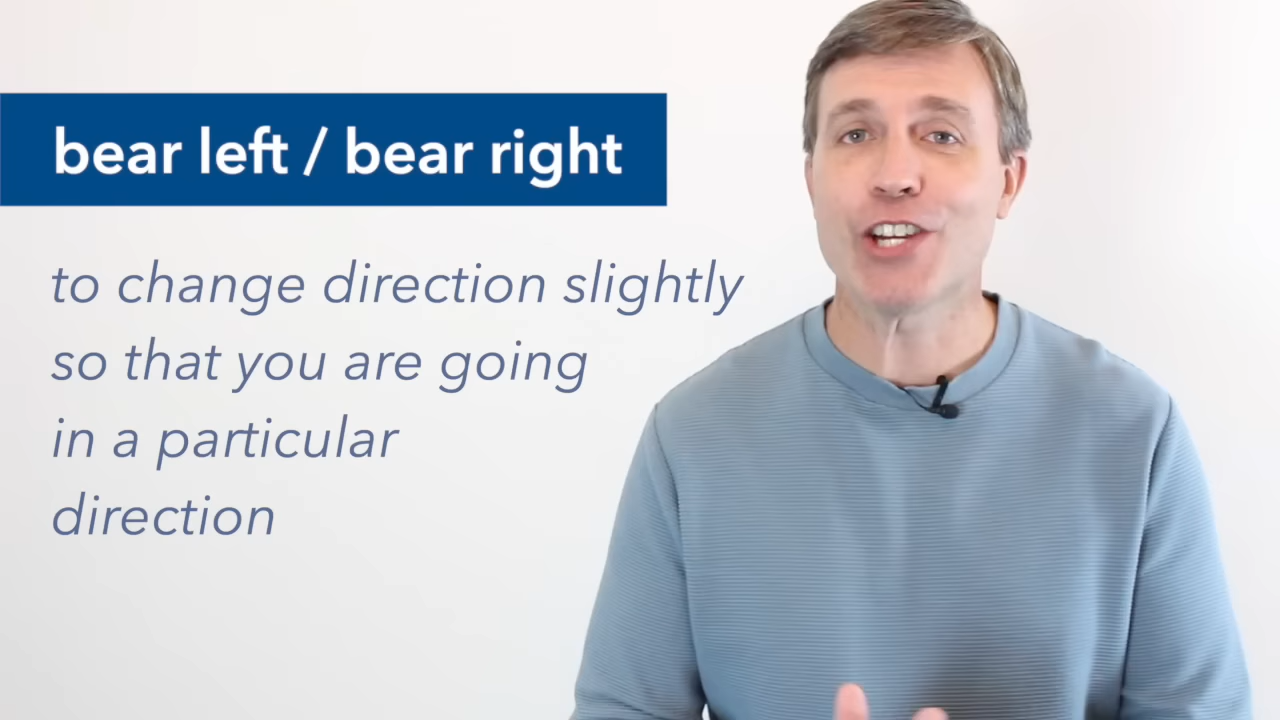 bear left / bear right
to change direction slightly
so that you are going
in a particular
direction